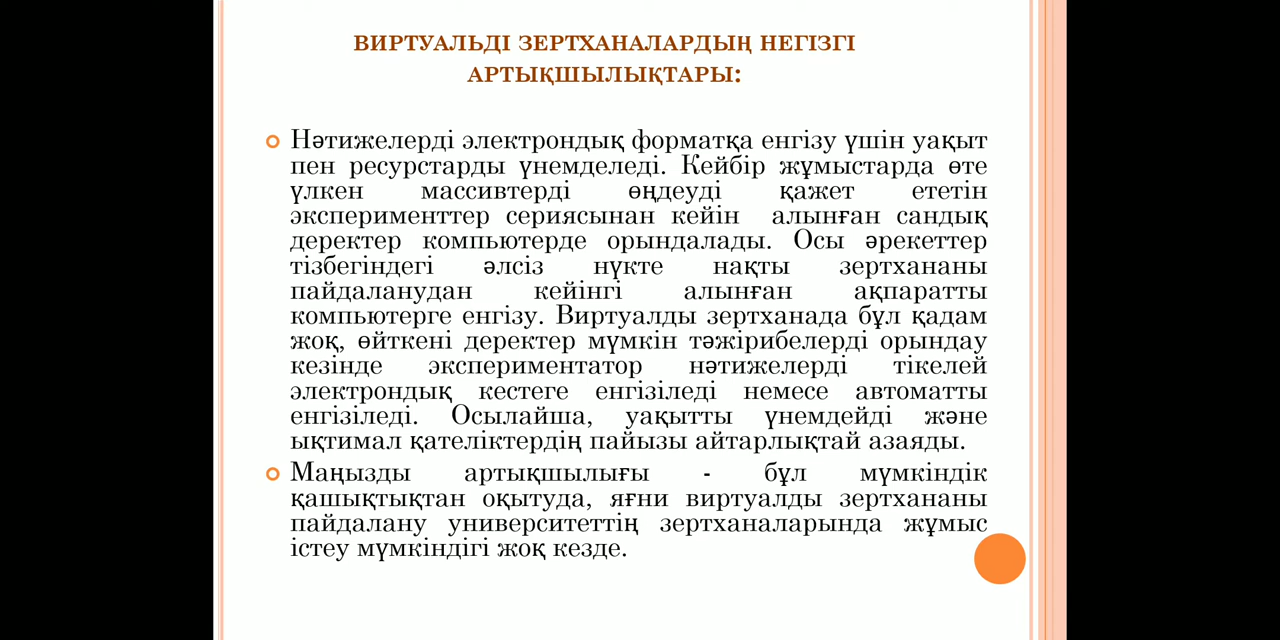 ВИРТУАЛЬДІ ЗЕРТХАНАЛАРДЫҢ НЕГІЗГІ
АРТЫҚШЫЛЫҚТАРЫ:
Нәтижелерді электрондық форматқа енгізу үшін уақыт
пен ресурстарды үнемделеді. Кейбір жұмыстарда өте
үлкен массивтерді өңдеуді қажет ететін
эксперименттер сериясынан кейін алынған сандық
деректер компьютерде орындалады. Осы әрекеттер
тізбегіндегі әлсіз нүкте нақты зертхананы
пайдаланудан кейінгі алынған ақпаратты
компьютерге енгізу. Виртуалды зертханада бұл қадам
жоқ, өйткені деректер мүмкін тәжірибелерді орындау
кезінде экспериментатор нәтижелерді тікелей
электрондық кестеге енгізіледі немесе автоматты
енгізіледі. Осылайша, уақытты үнемдейді және
ықтимал қателіктердің пайызы айтарлықтай азаяды.
Маңызды артықшылығы - бұл мүмкіндік
қашықтықтан оқытуда, яғни виртуалды зертхананы
пайдалану университеттің зертханаларында жұмыс
істеу мүмкіндігі жоқ кезде.